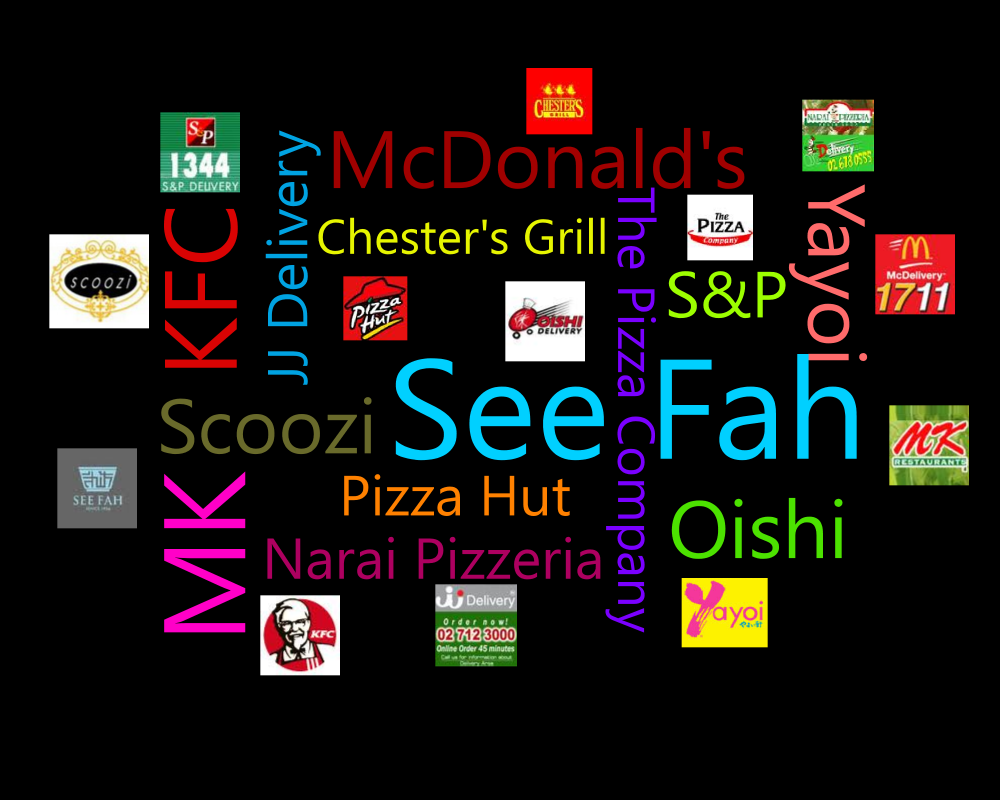 CHESTER'S
GRILL
NARAI PIZZERIA
Delivery
02 6 18 0555
S&P
1344
S&P DELIVERY
McDonald's
JJ Delivery
KFC
Chester's Grill
The Pizza Company
The
PIZZA
Company
Yayoi
McDelivery
1711
SCOOZI
Pizza
Hut
OISHI
DELIVERY
S&P
See Fah
Scoozi
MK
RESTAURANTS
SEE FAH
SINCE 1936
MK
Pizza Hut
Oishi
Narai Pizzeria
KFC
JJ Delivery
Order now!
02 712 3000
Online Order 45 minutes
Call us for information about
Delivery Area
Yayoi